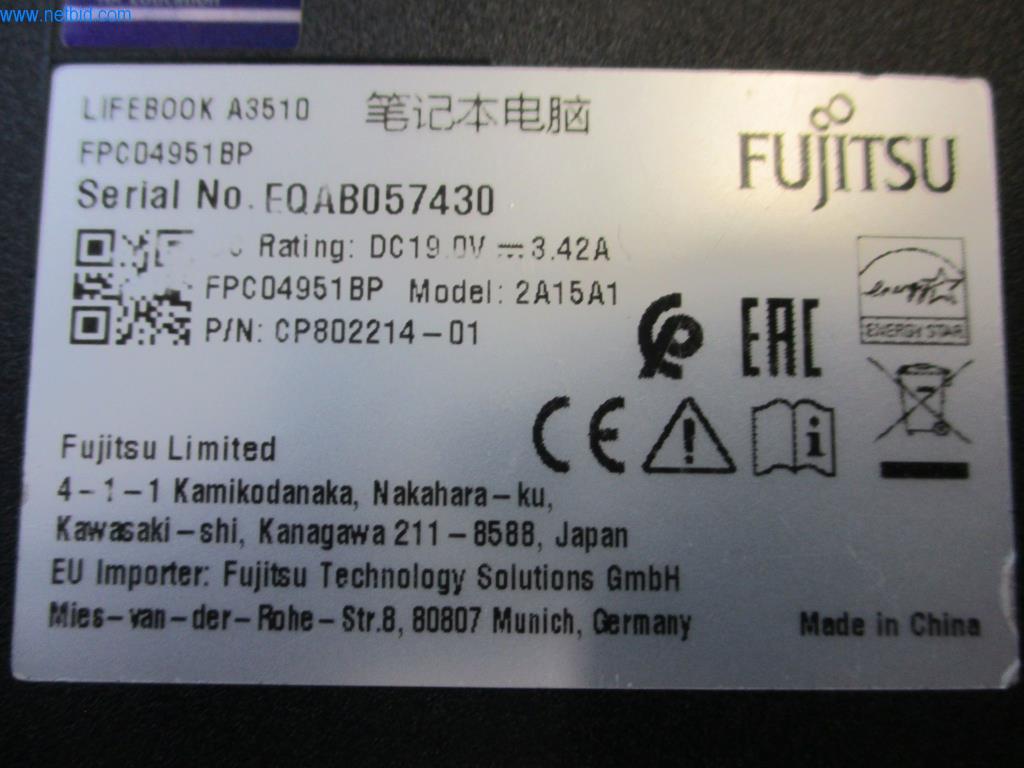 www.netbid.com
LIFEBOOK A3510 笔记本电脑
FUJITSU
FPC04951BP
Serial No. EQAB057430
Rating: DC19.0V ⎓ 3.42A
FPC04951BP Model: 2A15A1
P/N: CP802214-01
EAC
energy
ENERGY STAR
CE
Fujitsu Limited
4-1-1 Kamikodanaka, Nakahara-ku,
Kawasaki-shi, Kanagawa 211-8588, Japan
EU Importer: Fujitsu Technology Solutions GmbH
Mies-van-der-Rohe-Str.8, 80807 Munich, Germany
Made in China